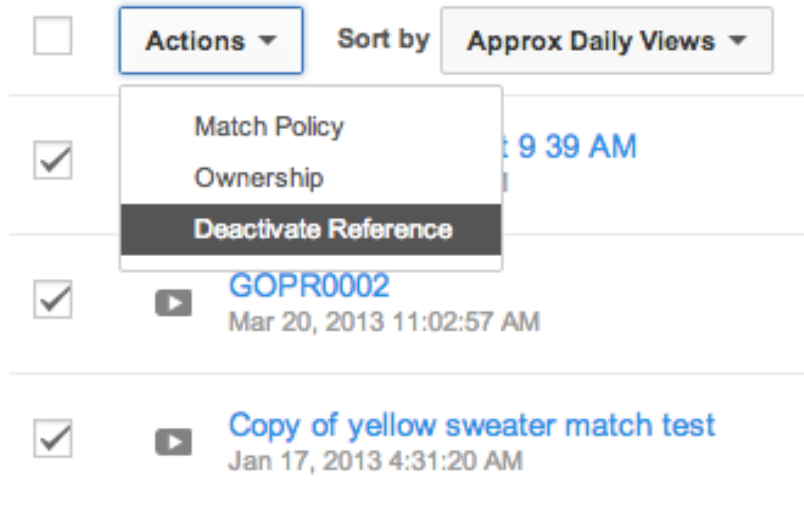 Actions Sort by Approx Daily Views
Match Policy
9 39 AM
Ownership
Deactivate Reference
GOPR0002
Mar 20, 2013 11:02:57 AM
Copy of yellow sweater match test
Jan 17, 2013 4:31:20 AM